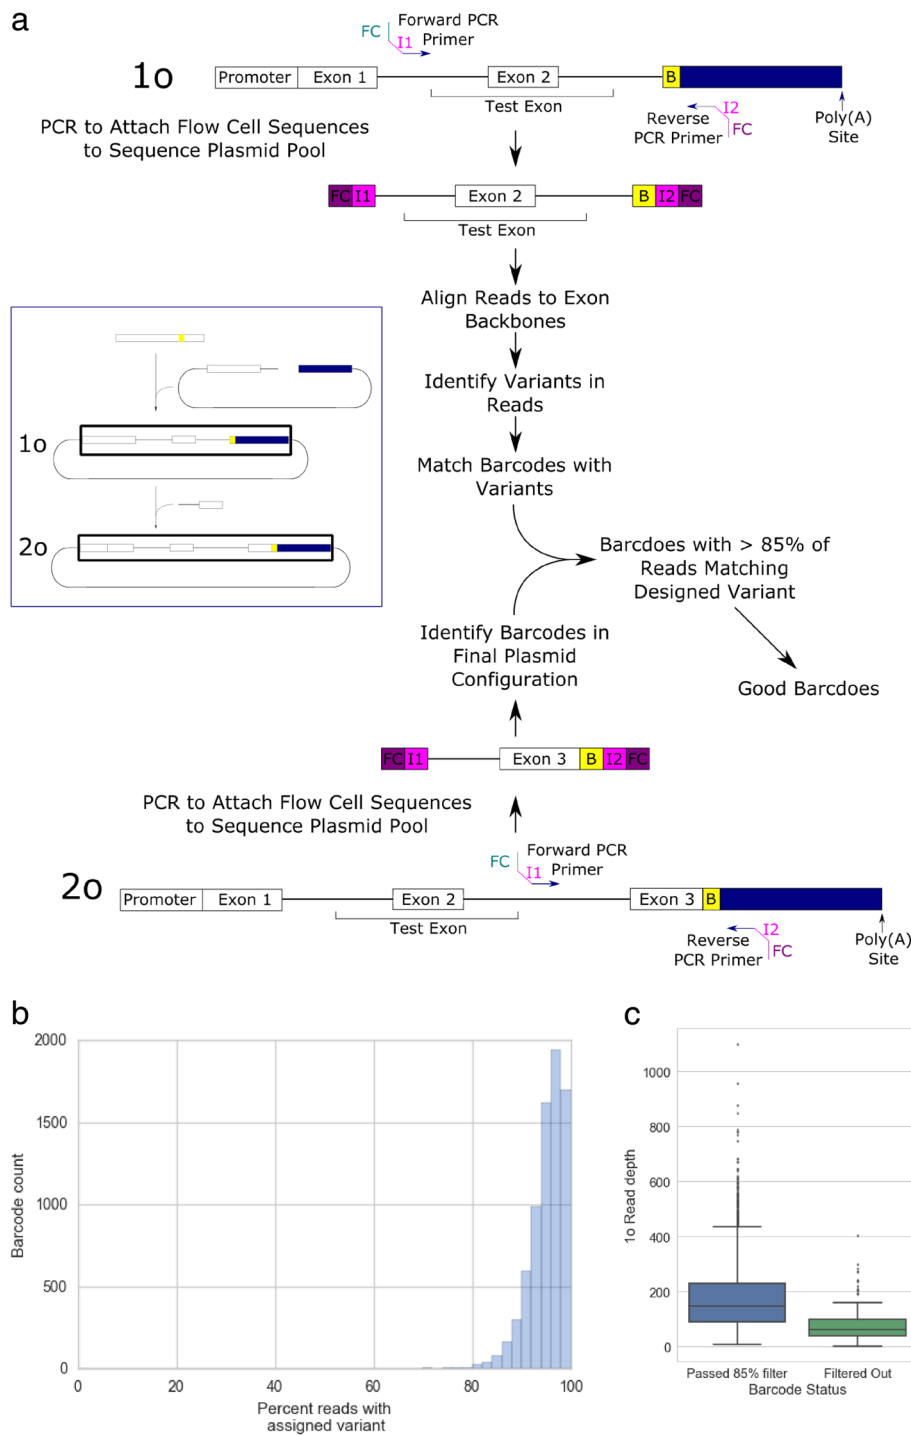 a
FC
I1
Forward PCR
Primer
1o
Promoter
Exon 1
Exon 2
B
Test Exon
I2
FC
Reverse
PCR Primer
Poly(A)
Site
PCR to Attach Flow Cell Sequences
to Sequence Plasmid Pool
FC
I1
Exon 2
B
I2
FC
Test Exon
Align Reads to Exon
Backbones
Identify Variants in
Reads
Match Barcodes with
Variants
1o
2o
Barcdoes with > 85% of
Reads Matching
Designed Variant
Identify Barcodes in
Final Plasmid
Configuration
Good Barcdoes
FC
I1
Exon 3
B
I2
FC
PCR to Attach Flow Cell Sequences
to Sequence Plasmid Pool
FC
I1
Forward PCR
Primer
2o
Promoter
Exon 1
Exon 2
Exon 3
B
Test Exon
Reverse
PCR Primer
I2
FC
Poly(A)
Site
b
2000
1500
1000
500
0
Barcode count
0
20
40
60
80
100
Percent reads with
assigned variant
c
1000
800
600
400
200
0
1o Read depth
Passed 85% filter
Filtered Out
Barcode Status